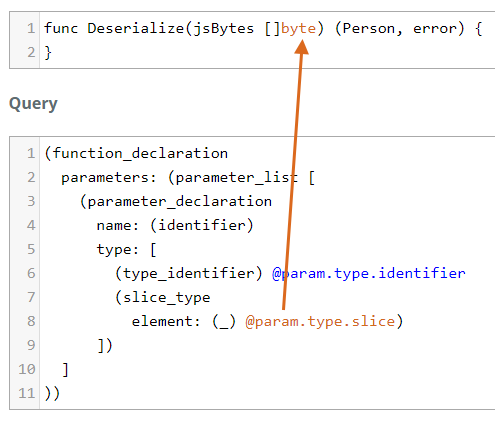 1 func Deserialize(jsBytes []byte) (Person, error) {
2 }
Query
1 (function_declaration
2   parameters: (parameter_list [
3     (parameter_declaration
4       name: (identifier)
5       type: [
6         (type_identifier) @param.type.identifier
7         (slice_type
8           element: (_) @param.type.slice)
9       ])
10   ]
11 ))